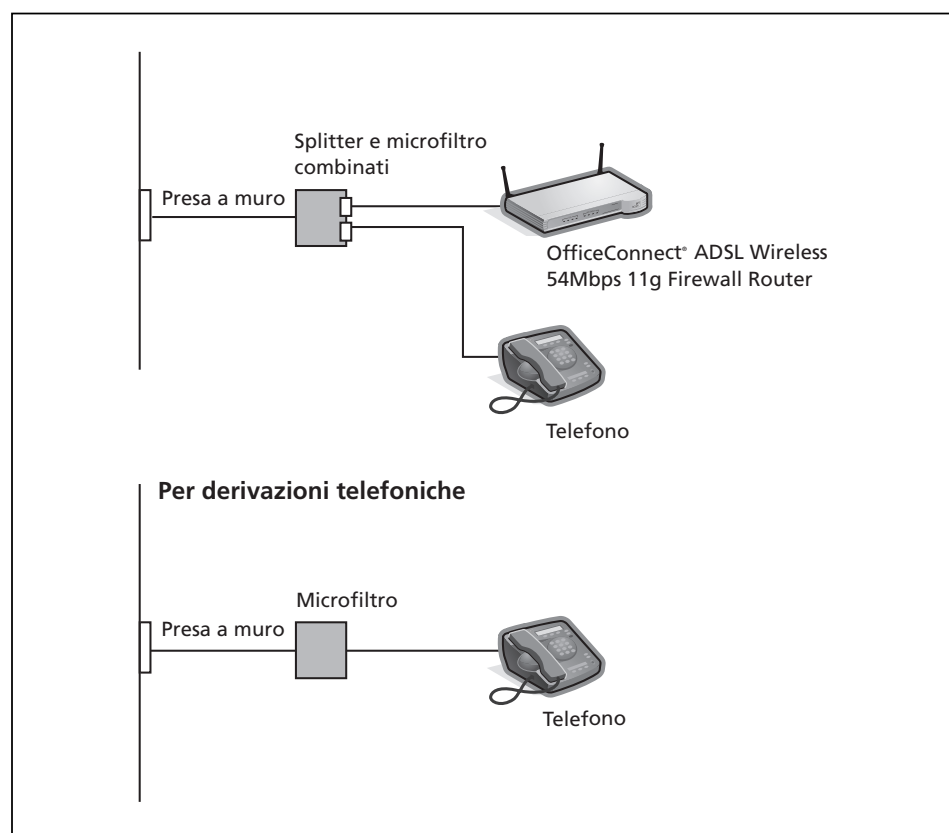 Splitter e microfiltro
combinati
Presa a muro
OfficeConnect® ADSL Wireless
54Mbps 11g Firewall Router
Telefono
Per derivazioni telefoniche
Microfiltro
Presa a muro
Telefono